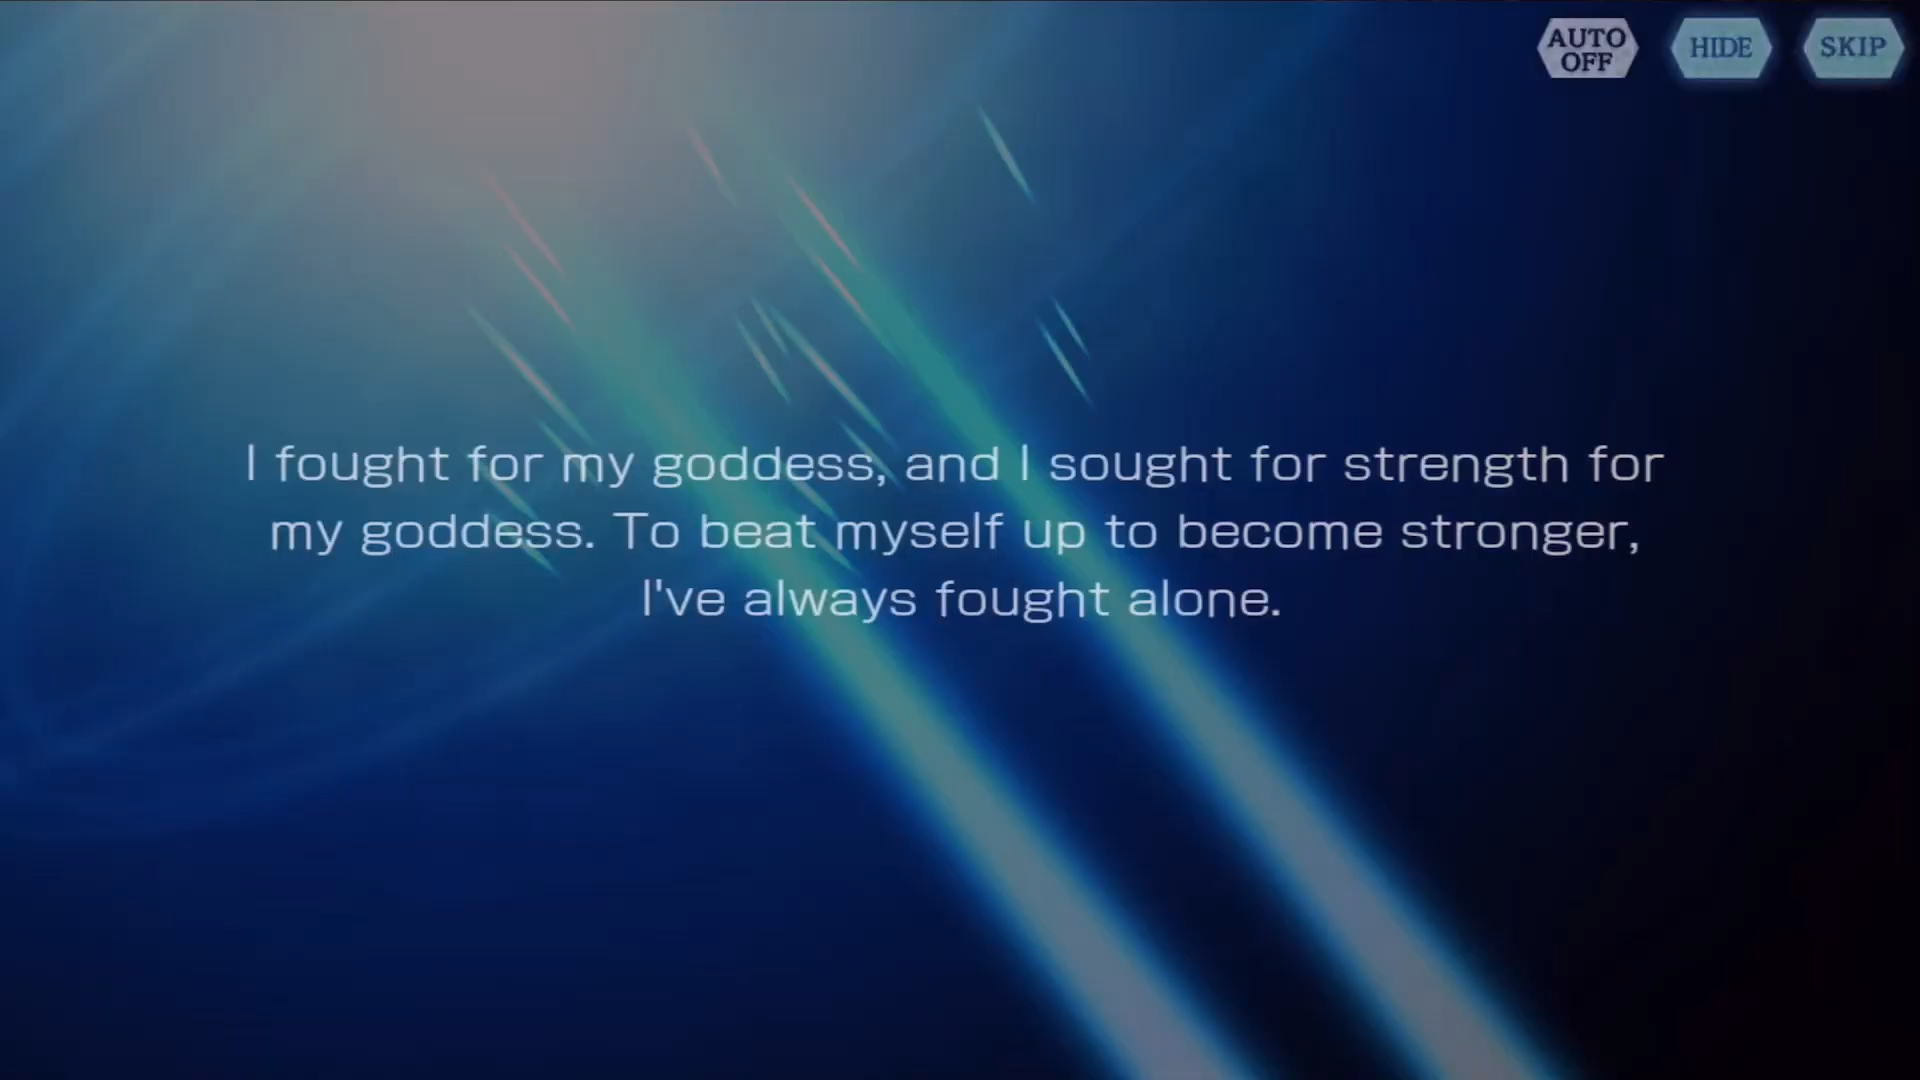 AUTO
OFF
HIDE
SKIP
I fought for my goddess, and I sought for strength for
my goddess. To beat myself up to become stronger,
I've always fought alone.